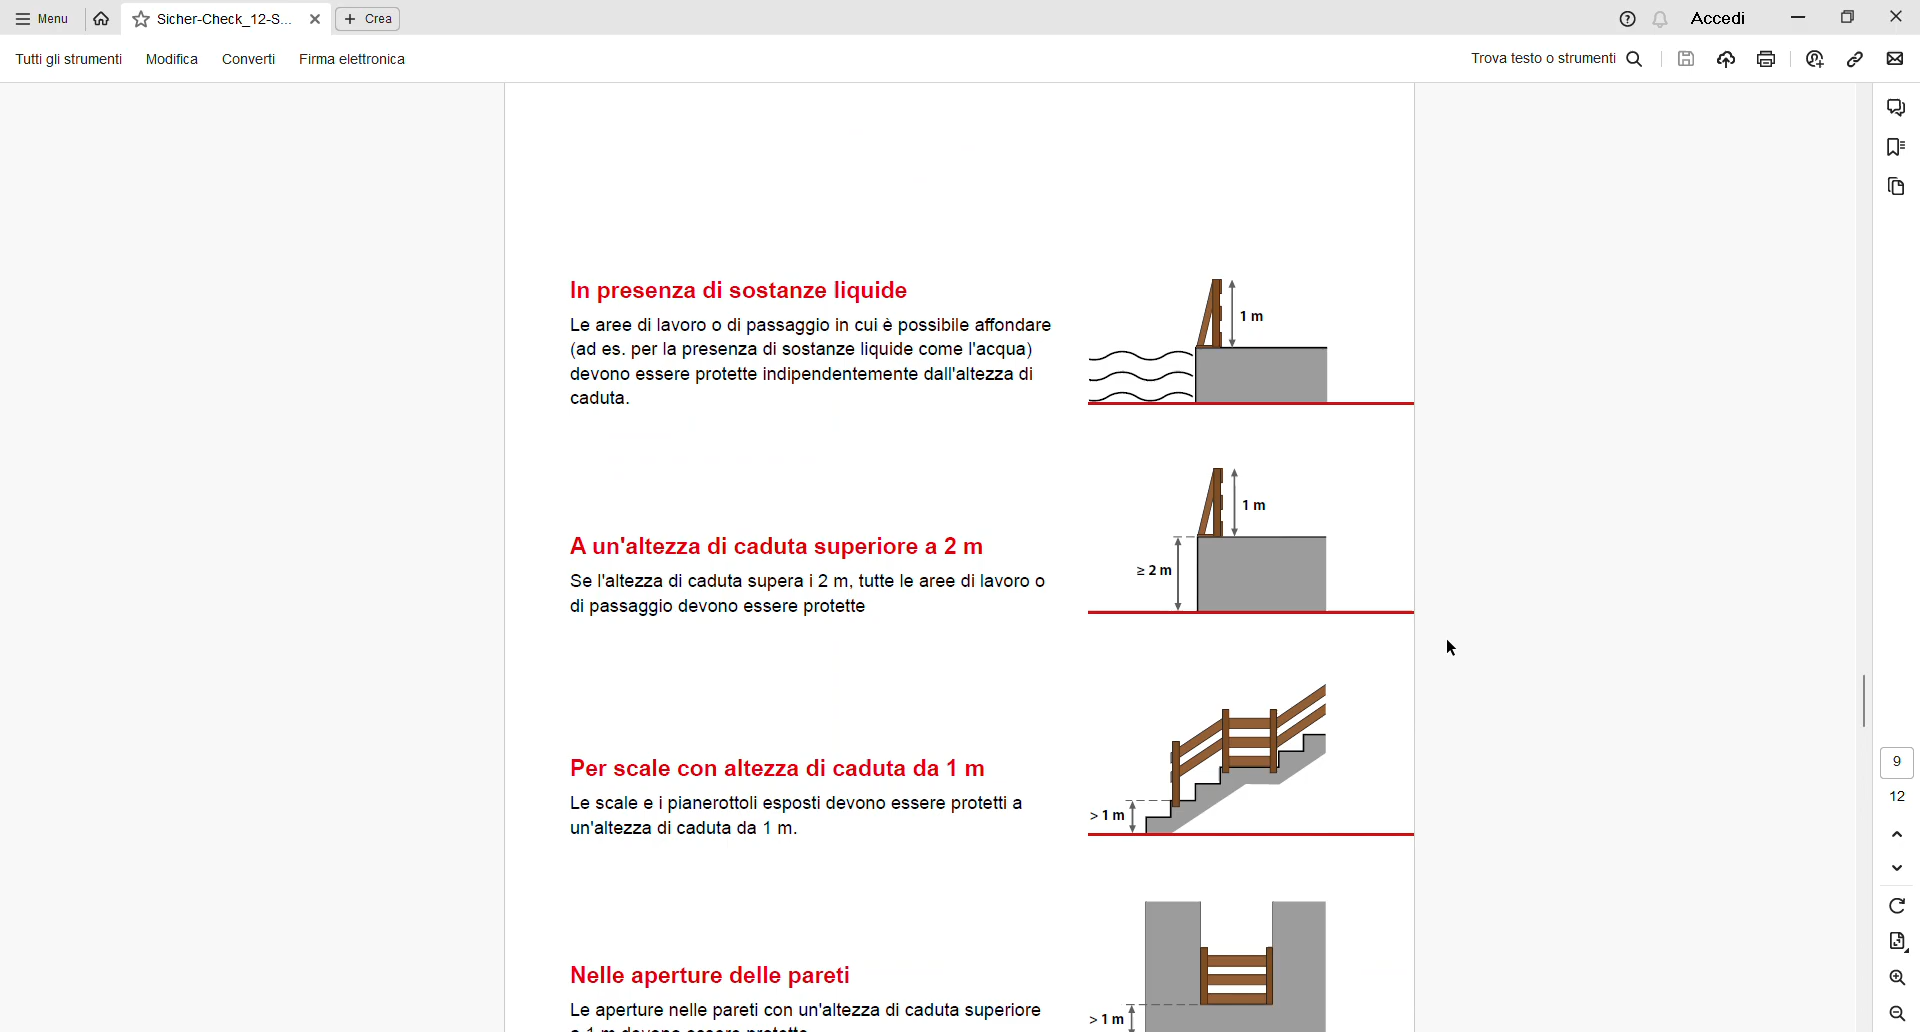 Menu
Sicher-Check_12-S...
Crea
Accedi
Tutti gli strumenti
Modifica
Converti
Firma elettronica
Trova testo o strumenti
In presenza di sostanze liquide
Le aree di lavoro o di passaggio in cui è possibile affondare
(ad es. per la presenza di sostanze liquide come l'acqua)
devono essere protette indipendentemente dall'altezza di
caduta.
1 m
A un'altezza di caduta superiore a 2 m
Se l'altezza di caduta supera i 2 m, tutte le aree di lavoro o
di passaggio devono essere protette
1 m
≥ 2 m
Per scale con altezza di caduta da 1 m
Le scale e i pianerottoli esposti devono essere protetti a
un'altezza di caduta da 1 m.
> 1 m
Nelle aperture delle pareti
Le aperture nelle pareti con un'altezza di caduta superiore
a 1 m devono essere protette
> 1 m
9
12